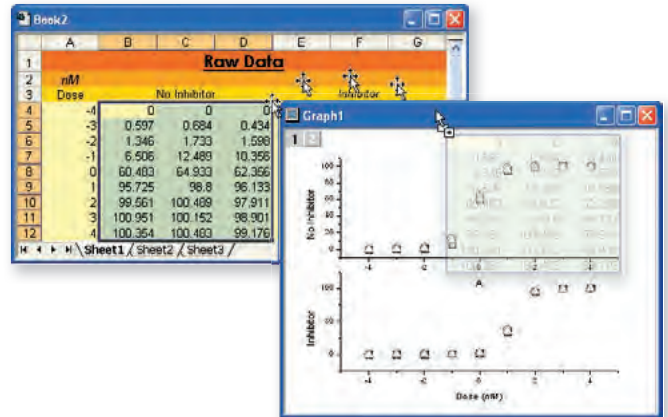 Book2
A B C D E F G
1 Raw Data
2 nM
3 Dose No Inhibitor Inhibitor
4 -4 0 0 0
5 -3 0.597 0.684 0.434
6 -2 1.346 1.733 1.598
7 -1 6.506 12.489 10.356
8 0 60.483 64.933 62.366
9 1 95.725 98.8 96.133
10 2 99.561 100.489 97.911
11 3 100.951 100.152 98.901
12 4 100.354 100.483 99.176
Sheet1 / Sheet2 / Sheet3
Graph1
1 2
No Inhibitor
100
50
0
-4 -2 0 2 4
A
Inhibitor
100
50
0
-4 -2 0 2 4
Dose (nM)